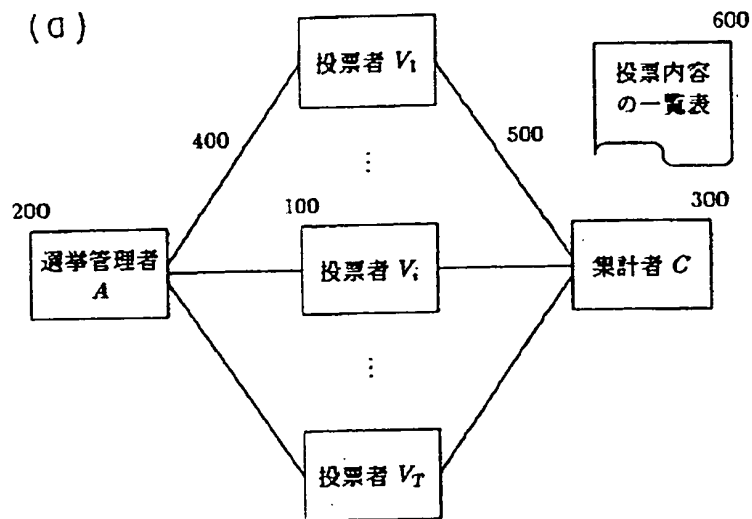 (a)
600
投票者 V₁
投票内容
の一覧表
400
500
⋮
200
100
300
選挙管理者
A
投票者 Vᵢ
集計者 C
⋮
投票者 V_T